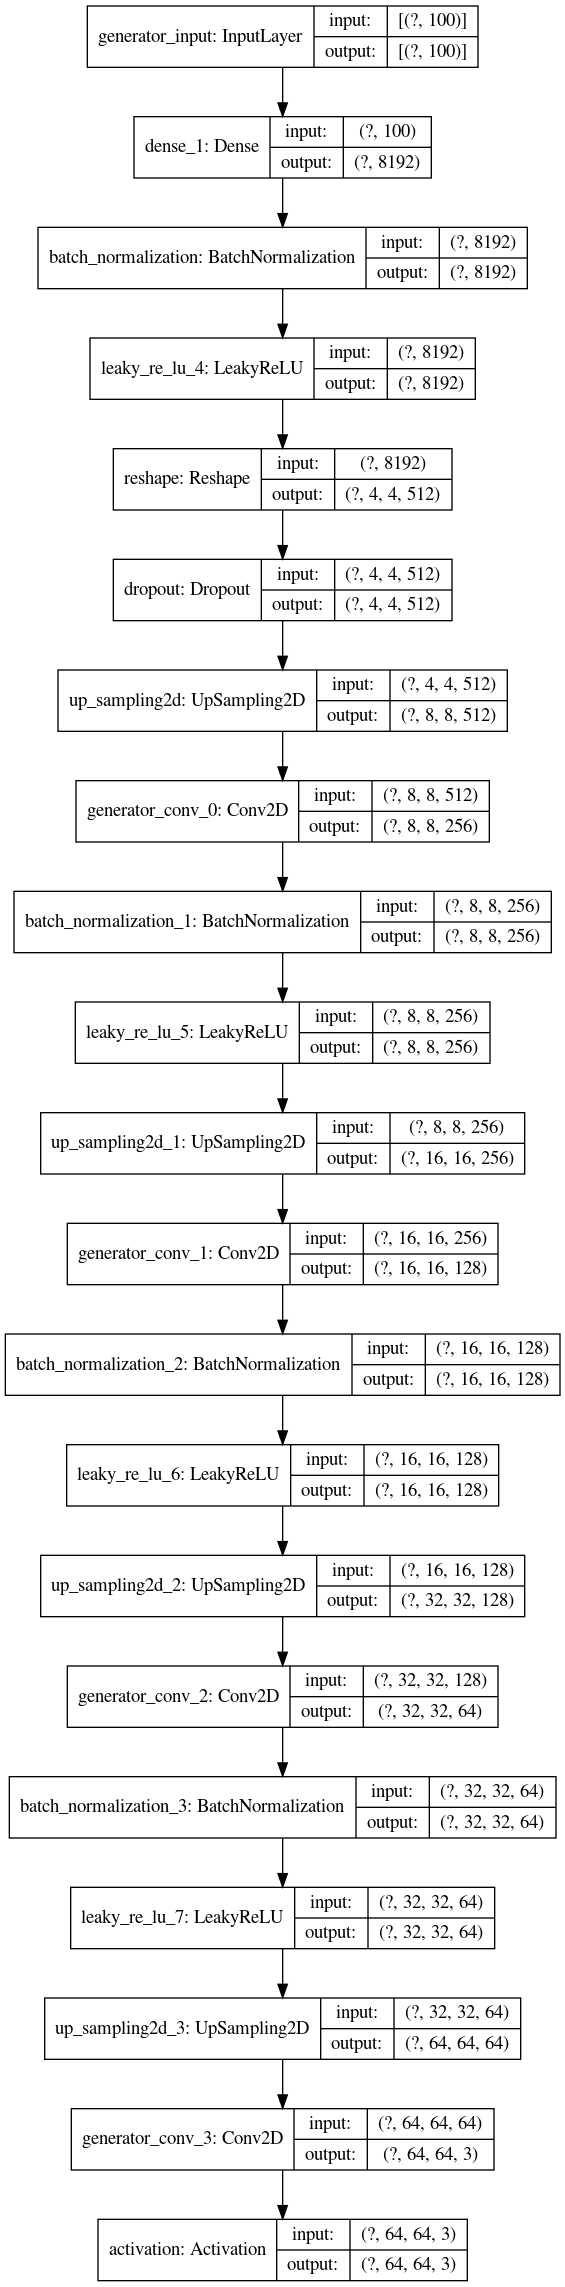 generator_input: InputLayer input: [(?, 100)]
output: [(?, 100)]
dense_1: Dense input: (?, 100)
output: (?, 8192)
batch_normalization: BatchNormalization input: (?, 8192)
output: (?, 8192)
leaky_re_lu_4: LeakyReLU input: (?, 8192)
output: (?, 8192)
reshape: Reshape input: (?, 8192)
output: (?, 4, 4, 512)
dropout: Dropout input: (?, 4, 4, 512)
output: (?, 4, 4, 512)
up_sampling2d: UpSampling2D input: (?, 4, 4, 512)
output: (?, 8, 8, 512)
generator_conv_0: Conv2D input: (?, 8, 8, 512)
output: (?, 8, 8, 256)
batch_normalization_1: BatchNormalization input: (?, 8, 8, 256)
output: (?, 8, 8, 256)
leaky_re_lu_5: LeakyReLU input: (?, 8, 8, 256)
output: (?, 8, 8, 256)
up_sampling2d_1: UpSampling2D input: (?, 8, 8, 256)
output: (?, 16, 16, 256)
generator_conv_1: Conv2D input: (?, 16, 16, 256)
output: (?, 16, 16, 128)
batch_normalization_2: BatchNormalization input: (?, 16, 16, 128)
output: (?, 16, 16, 128)
leaky_re_lu_6: LeakyReLU input: (?, 16, 16, 128)
output: (?, 16, 16, 128)
up_sampling2d_2: UpSampling2D input: (?, 16, 16, 128)
output: (?, 32, 32, 128)
generator_conv_2: Conv2D input: (?, 32, 32, 128)
output: (?, 32, 32, 64)
batch_normalization_3: BatchNormalization input: (?, 32, 32, 64)
output: (?, 32, 32, 64)
leaky_re_lu_7: LeakyReLU input: (?, 32, 32, 64)
output: (?, 32, 32, 64)
up_sampling2d_3: UpSampling2D input: (?, 32, 32, 64)
output: (?, 64, 64, 64)
generator_conv_3: Conv2D input: (?, 64, 64, 64)
output: (?, 64, 64, 3)
activation: Activation input: (?, 64, 64, 3)
output: (?, 64, 64, 3)